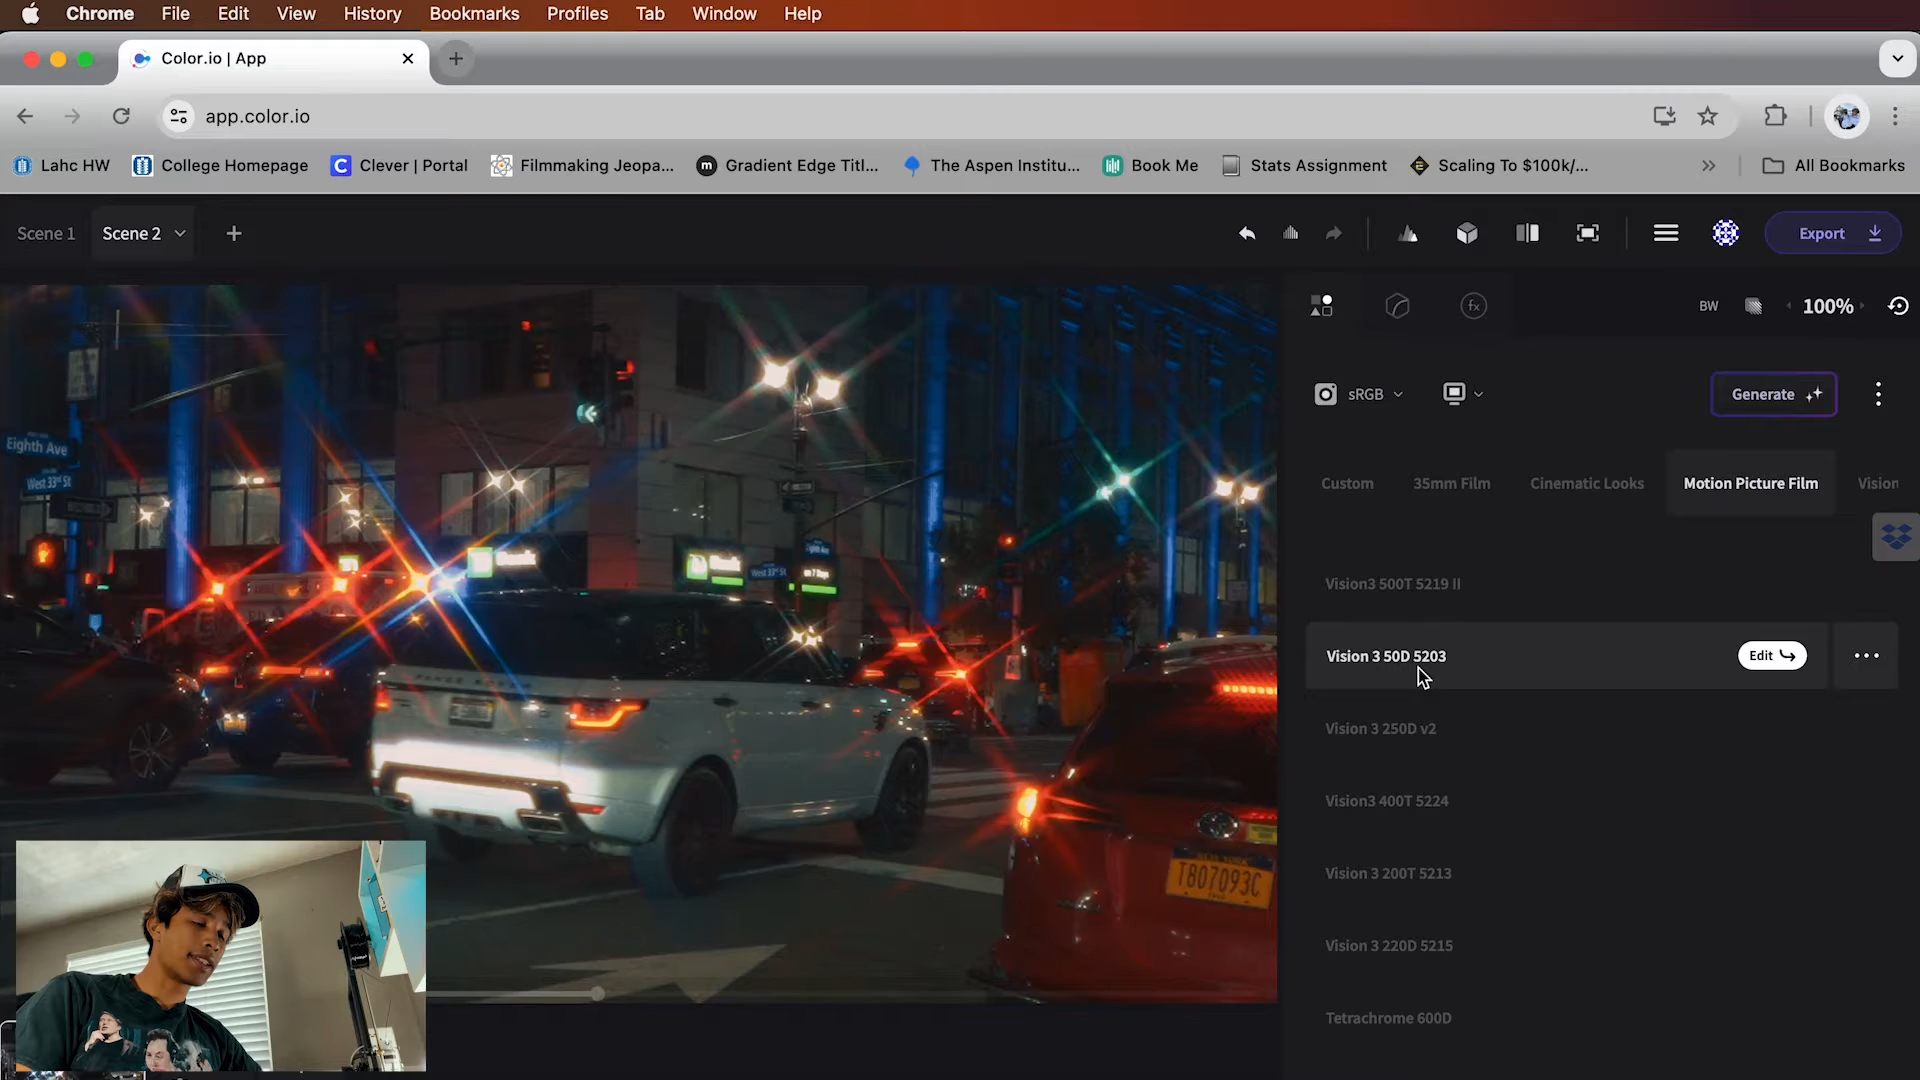 Chrome File Edit View History Bookmarks Profiles Tab Window Help
Color.io | App
app.color.io
Lahc HW College Homepage Clever | Portal Filmmaking Jeopa... Gradient Edge Titl... The Aspen Institu... Book Me Stats Assignment Scaling To $100k/... All Bookmarks
Scene 1 Scene 2 Export
BW 100%
sRGB Generate
Custom 35mm Film Cinematic Looks Motion Picture Film Vision
Vision3 500T 5219 II
Vision 3 50D 5203 Edit
Vision 3 250D v2
Vision3 400T 5224
Vision 3 200T 5213
Vision 3 220D 5215
Tetrachrome 600D
Eighth Ave
West 33rd St
T807093C